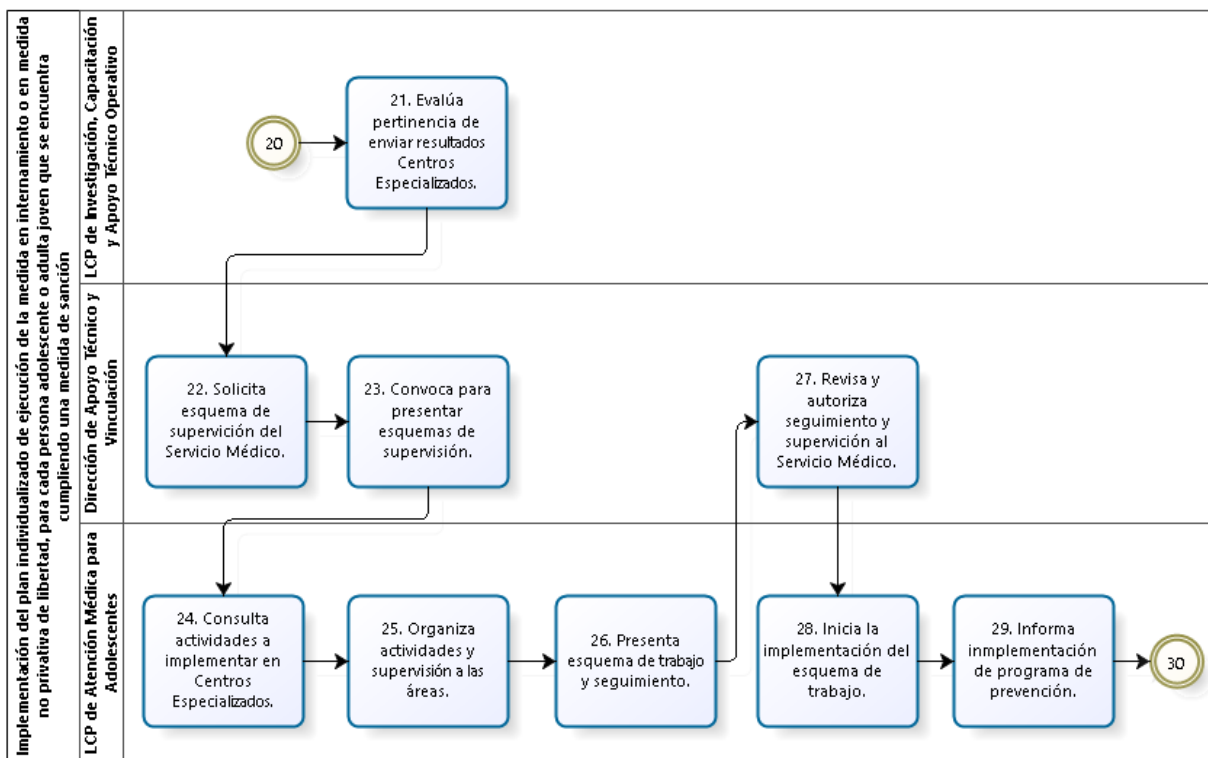 Implementación del plan individualizado de ejecución de la medida en internamiento o en medida
no privativa de libertad, para cada persona adolescente o adulta joven que se encuentra
cumpliendo una medida de sanción
LCP de Investigación, Capacitación
y Apoyo Técnico Operativo
20
21. Evalúa
pertinencia de
enviar resultados
Centros
Especializados.
Dirección de Apoyo Técnico y
Vinculación
22. Solicita
esquema de
supervición del
Servicio Médico.
23. Convoca para
presentar
esquemas de
supervisión.
27. Revisa y
autoriza
seguimiento y
supervición al
Servicio Médico.
LCP de Atención Médica para
Adolescentes
24. Consulta
actividades a
implementar en
Centros
Especializados.
25. Organiza
actividades y
supervisión a las
áreas.
26. Presenta
esquema de trabajo
y seguimiento.
28. Inicia la
implementación del
esquema de
trabajo.
29. Informa
inmplementación
de programa de
prevención.
30